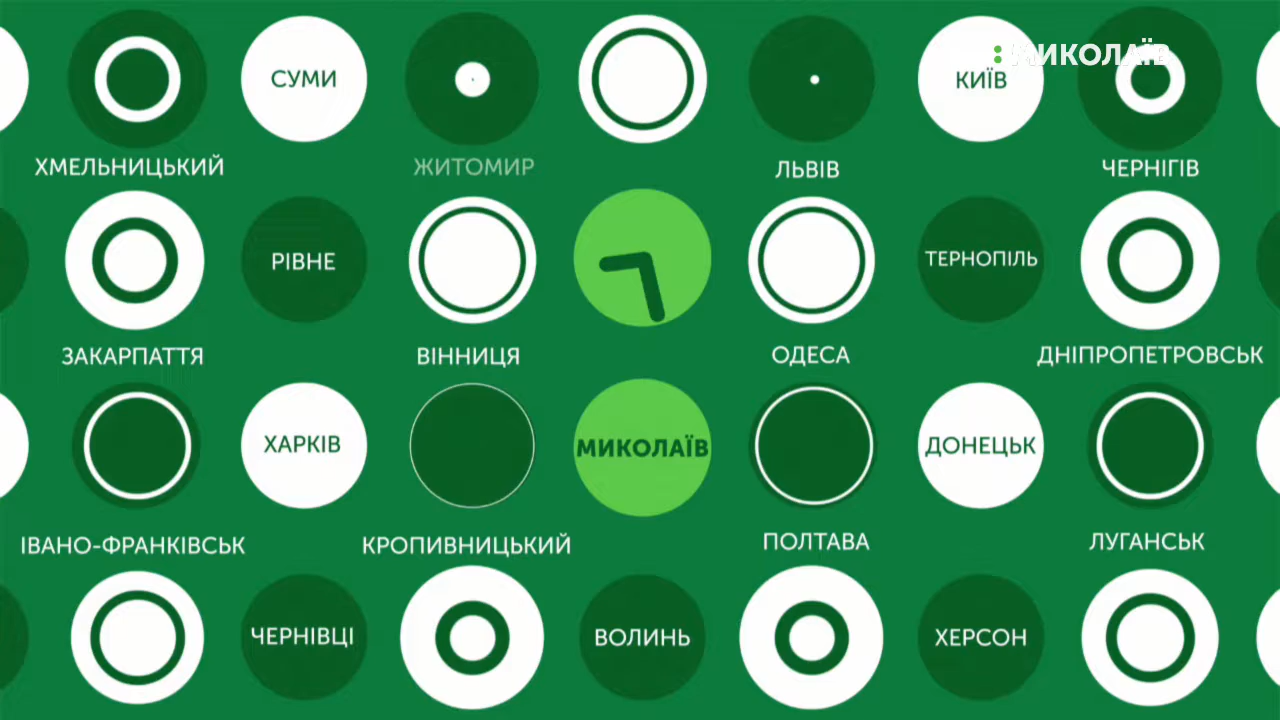 : МИКОЛАЇВ
СУМИ
КИЇВ
ХМЕЛЬНИЦЬКИЙ
ЖИТОМИР
ЛЬВІВ
ЧЕРНІГІВ
РІВНЕ
ТЕРНОПІЛЬ
ЗАКАРПАТТЯ
ВІННИЦЯ
ОДЕСА
ДНІПРОПЕТРОВСЬК
ХАРКІВ
МИКОЛАЇВ
ДОНЕЦЬК
ІВАНО-ФРАНКІВСЬК
КРОПИВНИЦЬКИЙ
ПОЛТАВА
ЛУГАНСЬК
ЧЕРНІВЦІ
ВОЛИНЬ
ХЕРСОН